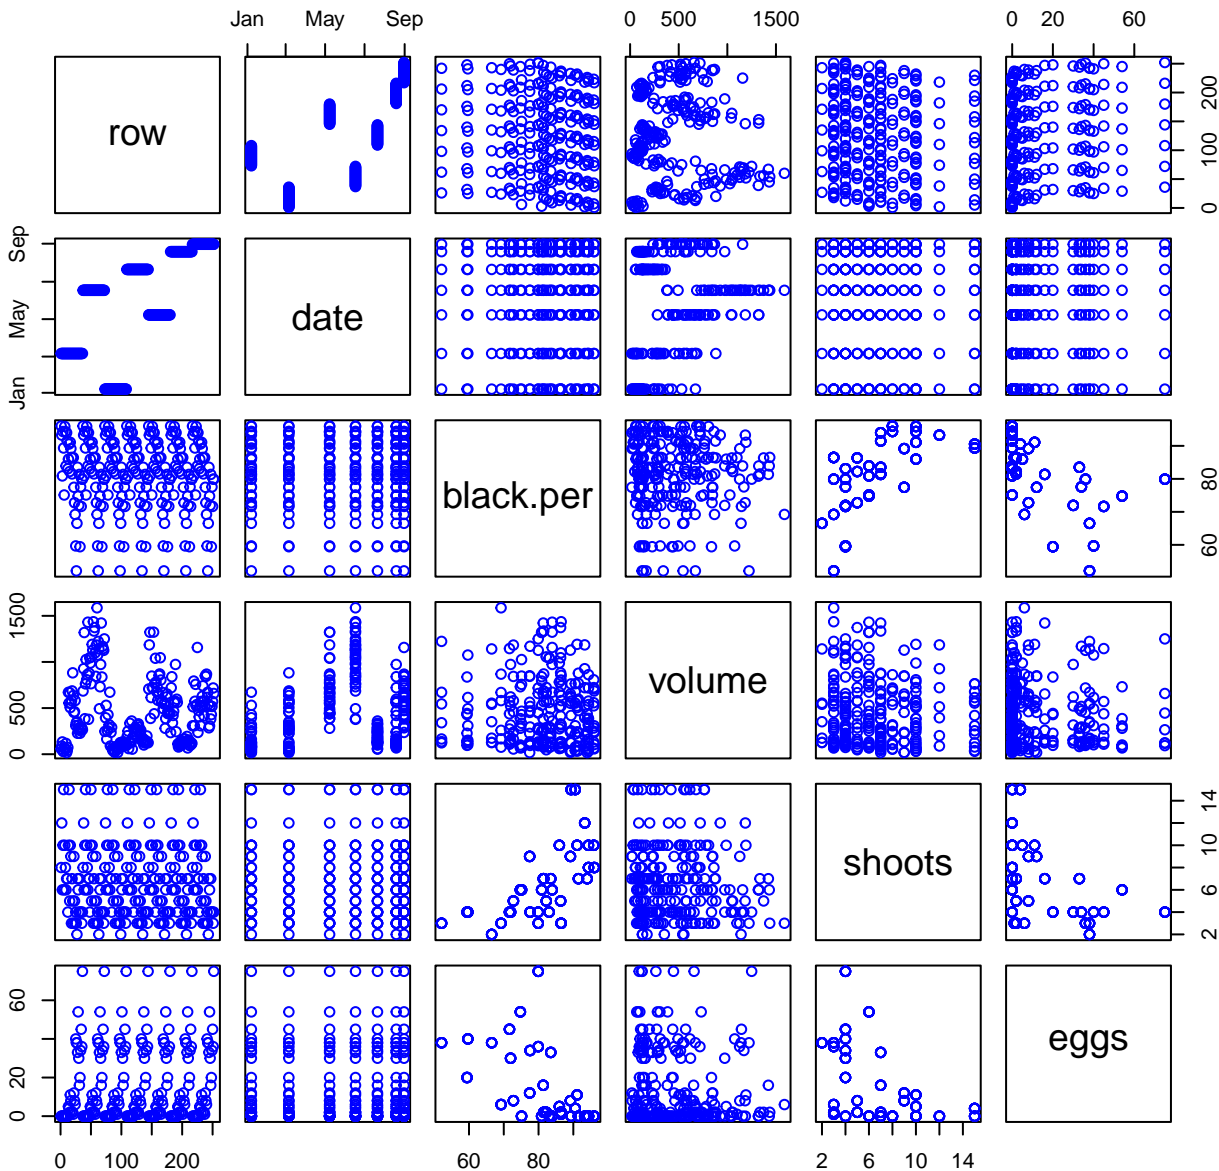 Jan May Sep 0 500 1500 0 20 60
row 0 100 200
Jan May Sep date
black.per 60 80
0 500 1500 volume
shoots 2 6 10 14
0 20 60 eggs
0 100 200 60 80 2 6 10 14